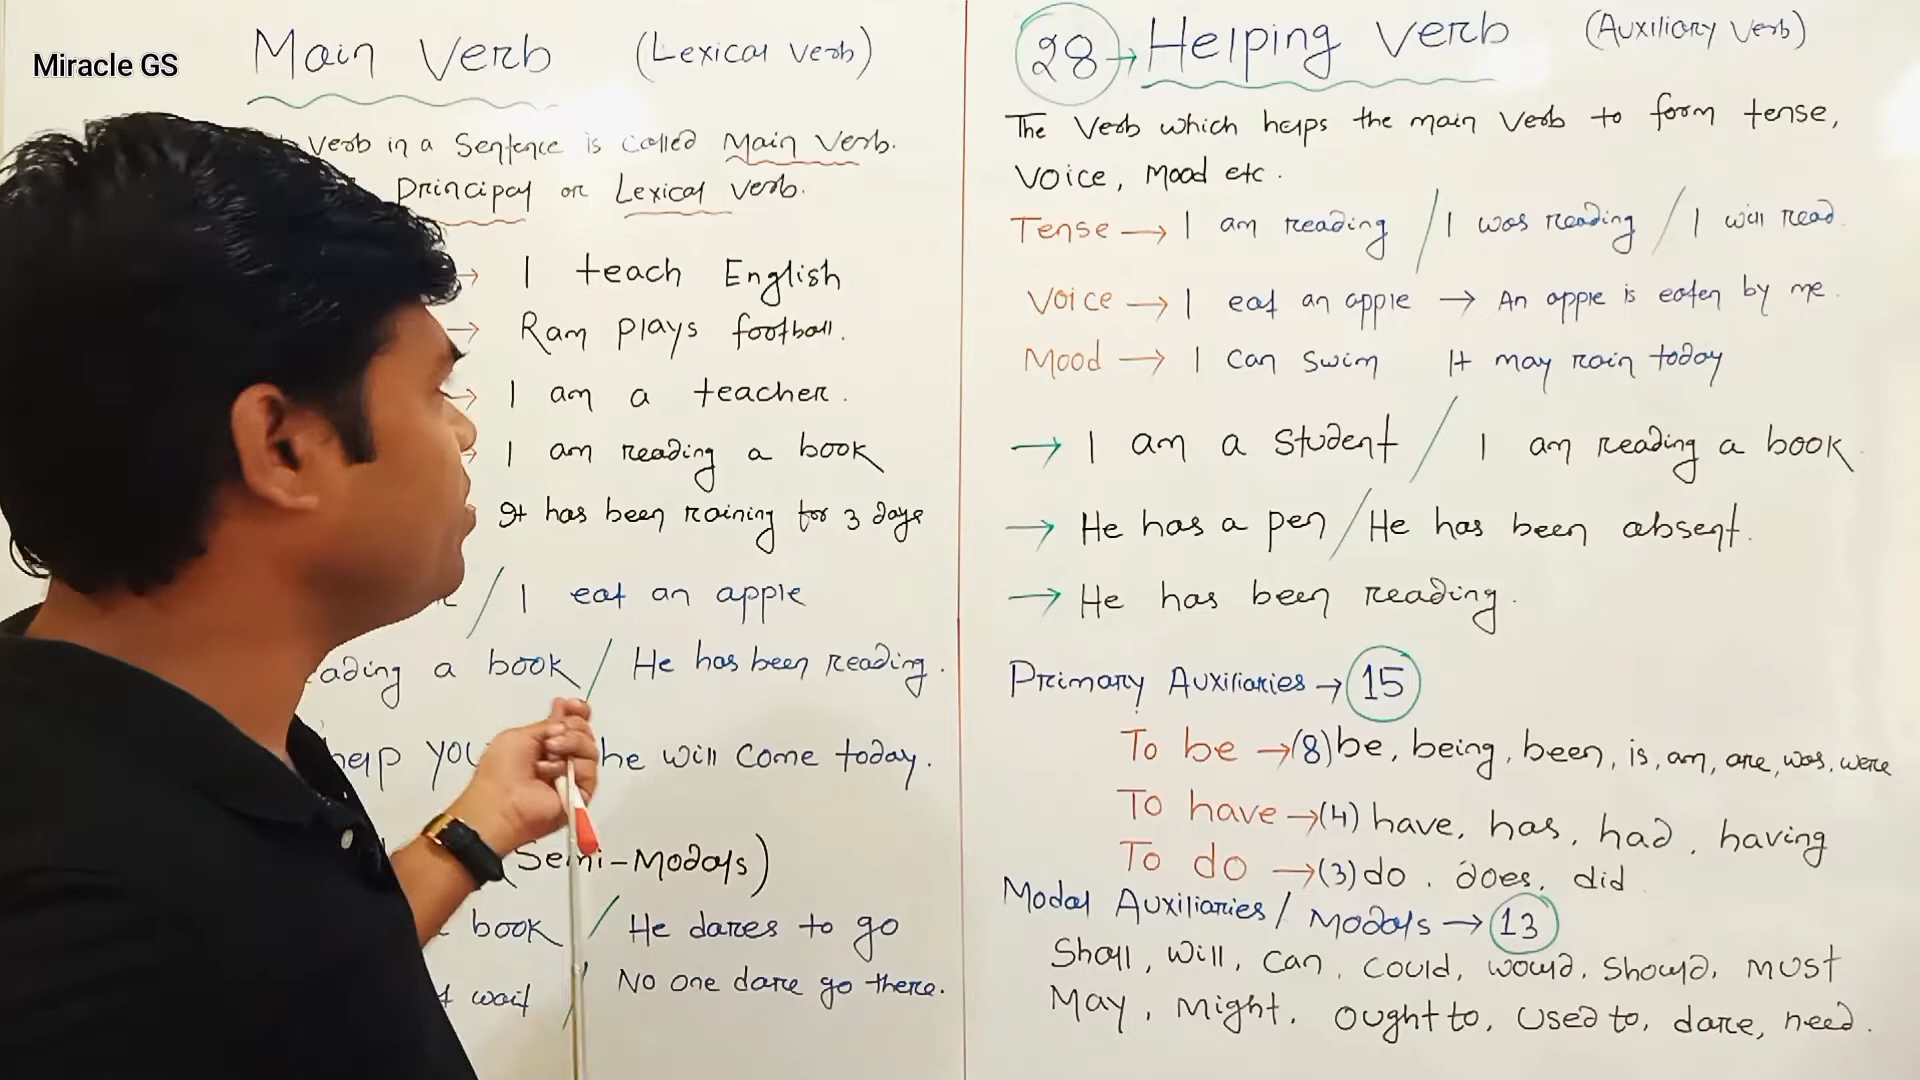 Miracle GS
Main Verb (Lexical Verb)
Verb in a Sentence is called Main Verb.
Principal or Lexical Verb.
→ I teach English
→ Ram Plays football.
→ I am a teacher.
→ I am reading a book
It has been raining for 3 days
/ I eat an apple
ading a book / He has been reading.
help you he will come today.
(Semi-Modals)
book / He dares to go
wait / No one dare go there.
28 → Helping Verb (Auxiliary Verb)
The Verb which helps the main Verb to form tense,
Voice, Mood etc.
Tense → I am reading / I was reading / I will read
Voice → I eat an apple → An apple is eaten by me.
Mood → I can swim It may rain today
→ I am a Student / I am reading a book
→ He has a pen / He has been absent.
→ He has been reading.
Primary Auxiliaries → 15
To be → (8) be, being, been, is, am, are, was, were
To have → (4) have, has, had, having
To do → (3) do, does, did
Modal Auxiliaries / Modals → 13
Shall, will, can, could, would, should, must
May, Might, Ought to, Used to, dare, need.